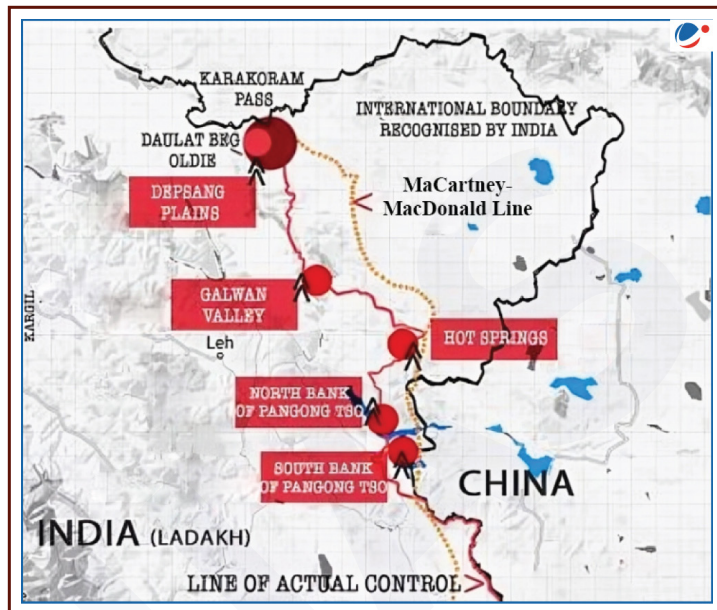 KARAKORAM
PASS
INTERNATIONAL BOUNDARY
RECOGNISED BY INDIA
DAULAT BEG
OLDIE
DEPSANG
PLAINS
MaCartney-
MacDonald Line
GALWAN
VALLEY
KARGIL
Leh
HOT SPRINGS
NORTH BANK
OF PANGONG TSO
SOUTH BANK
OF PANGONG TSO
CHINA
INDIA (LADAKH)
LINE OF ACTUAL CONTROL